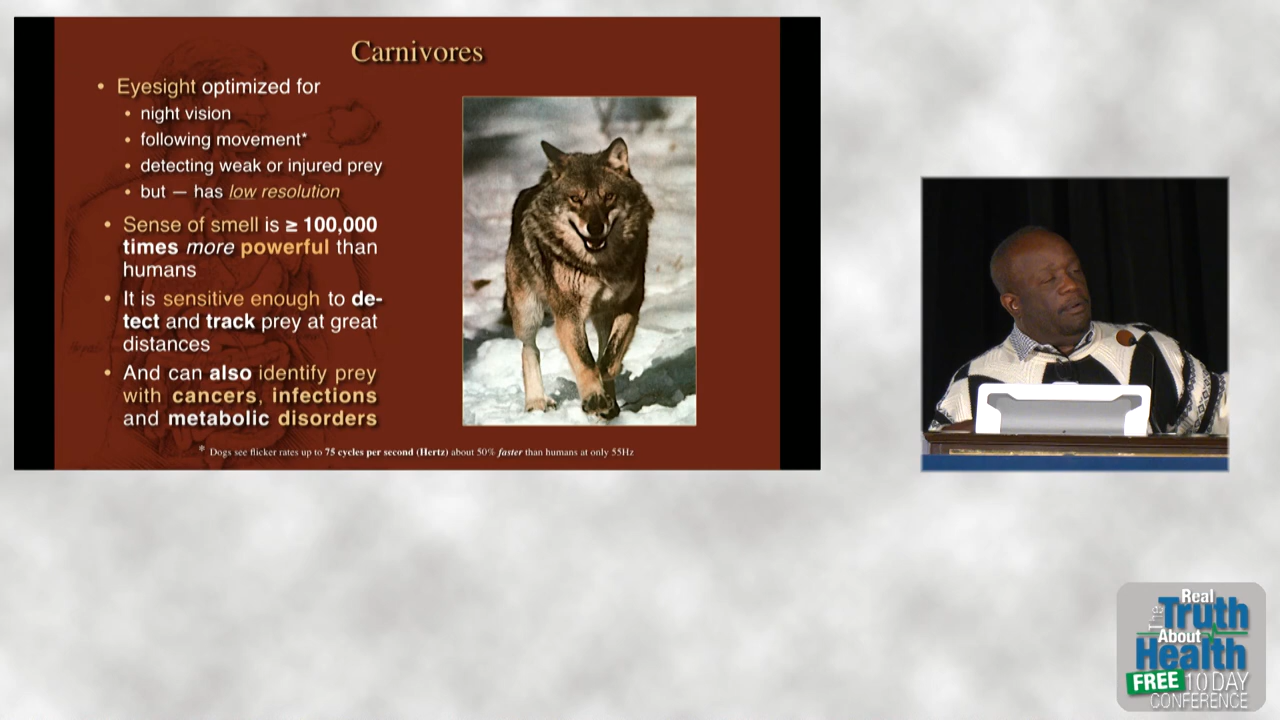 Carnivores
• Eyesight optimized for
• night vision
• following movement*
• detecting weak or injured prey
• but — has low resolution
• Sense of smell is ≥ 100,000
times more powerful than
humans
• It is sensitive enough to de-
tect and track prey at great
distances
• And can also identify prey
with cancers, infections
and metabolic disorders
* Dogs see flicker rates up to 75 cycles per second (Hertz) about 50% faster than humans at only 55Hz
The Real
Truth
About
Health
FREE 10 DAY
CONFERENCE